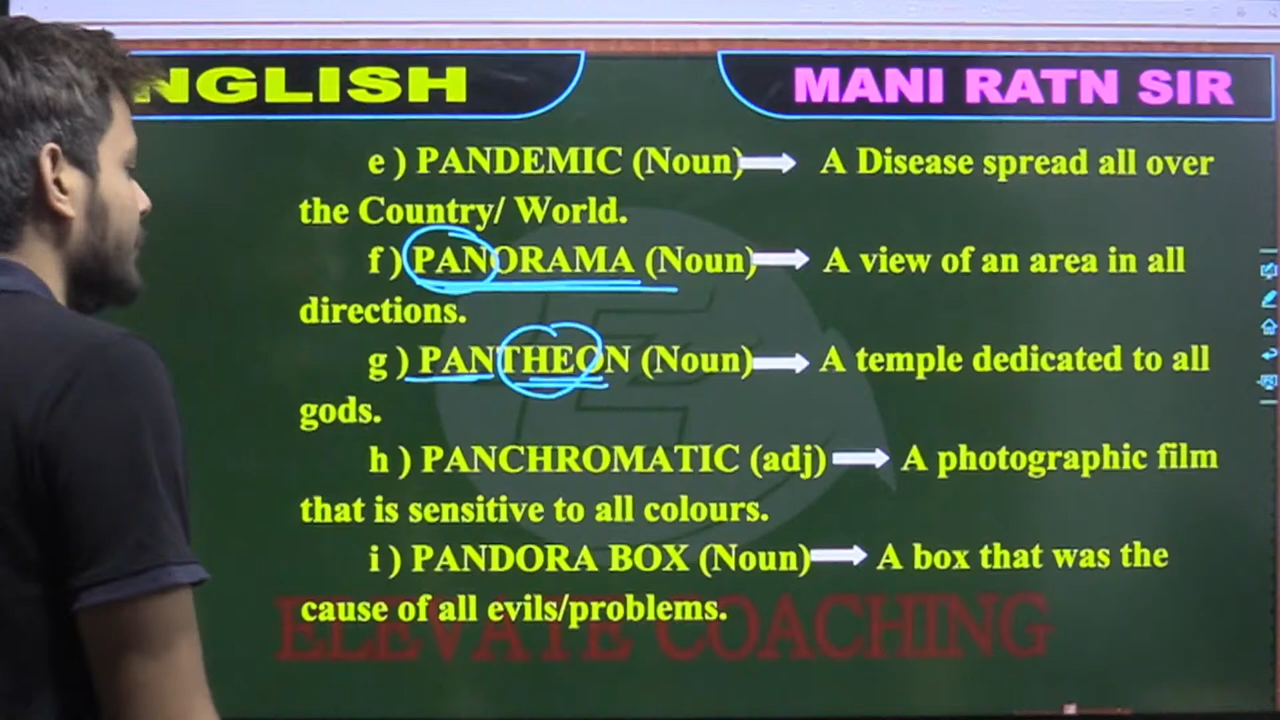 NGLISH
MANI RATN SIR
e ) PANDEMIC (Noun) A Disease spread all over
the Country/ World.
f ) PANORAMA (Noun) A view of an area in all
directions.
g ) PANTHEON (Noun) A temple dedicated to all
gods.
h ) PANCHROMATIC (adj) A photographic film
that is sensitive to all colours.
i ) PANDORA BOX (Noun) A box that was the
cause of all evils/problems.
ELEVATE COACHING